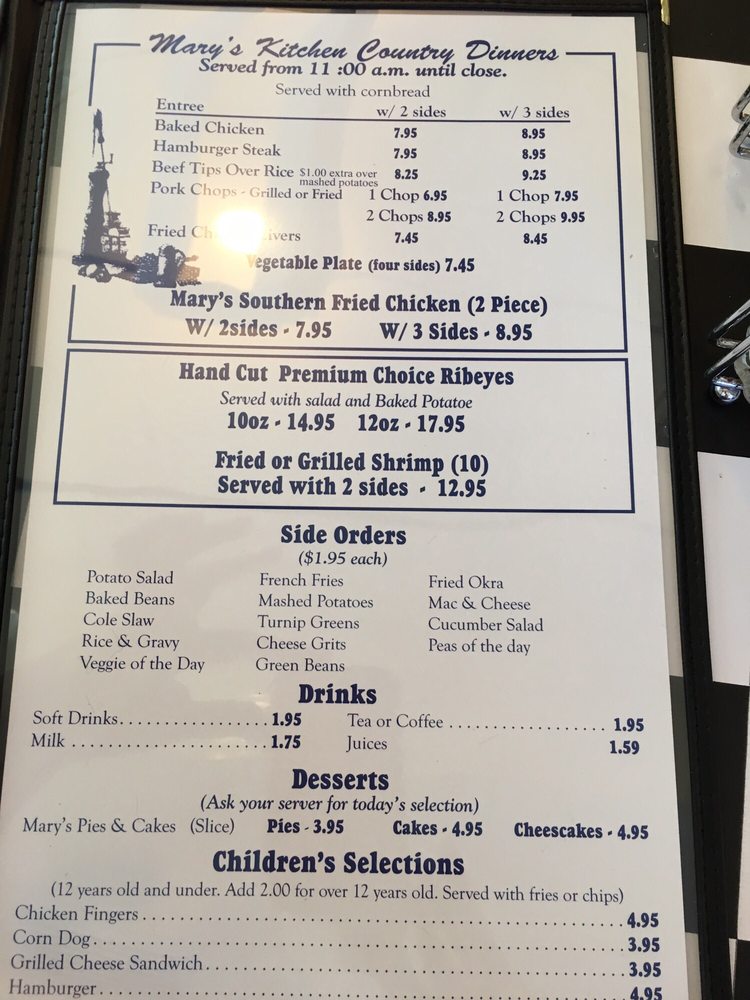 Mary's Kitchen Country Dinners
Served from 11 :00 a.m. until close.
Served with cornbread
Entree w/ 2 sides w/ 3 sides
Baked Chicken 7.95 8.95
Hamburger Steak 7.95 8.95
Beef Tips Over Rice $1.00 extra over mashed potatoes 8.25 9.25
Pork Chops - Grilled or Fried 1 Chop 6.95 1 Chop 7.95
2 Chops 8.95 2 Chops 9.95
Fried 7.45 8.45
Vegetable Plate (four sides) 7.45
Mary's Southern Fried Chicken (2 Piece)
W/ 2sides - 7.95 W/ 3 Sides - 8.95
Hand Cut Premium Choice Ribeyes
Served with salad and Baked Potatoe
10oz - 14.95 12oz - 17.95
Fried or Grilled Shrimp (10)
Served with 2 sides - 12.95
Side Orders
($1.95 each)
Potato Salad French Fries Fried Okra
Baked Beans Mashed Potatoes Mac & Cheese
Cole Slaw Turnip Greens Cucumber Salad
Rice & Gravy Cheese Grits Peas of the day
Veggie of the Day Green Beans
Drinks
Soft Drinks. . . . . . . . . . . . . . . . . . 1.95 Tea or Coffee . . . . . . . . . . . . . . . . . . 1.95
Milk . . . . . . . . . . . . . . . . . . . . . . . 1.75 Juices 1.59
Desserts
(Ask your server for today's selection)
Mary's Pies & Cakes (Slice) Pies - 3.95 Cakes - 4.95 Cheescakes - 4.95
Children's Selections
(12 years old and under. Add 2.00 for over 12 years old. Served with fries or chips)
Chicken Fingers . . . . . . . . . . . . . . . . . . . . . . . . . . . . . . 4.95
Corn Dog. . . . . . . . . . . . . . . . . . . . . . . . . . . . . . . . . . 3.95
Grilled Cheese Sandwich. . . . . . . . . . . . . . . . . . . . . . . . . . 3.95
Hamburger. . . . . . . . . . . . . . . . . . . . . . . . . . . . . . . . . 4.95